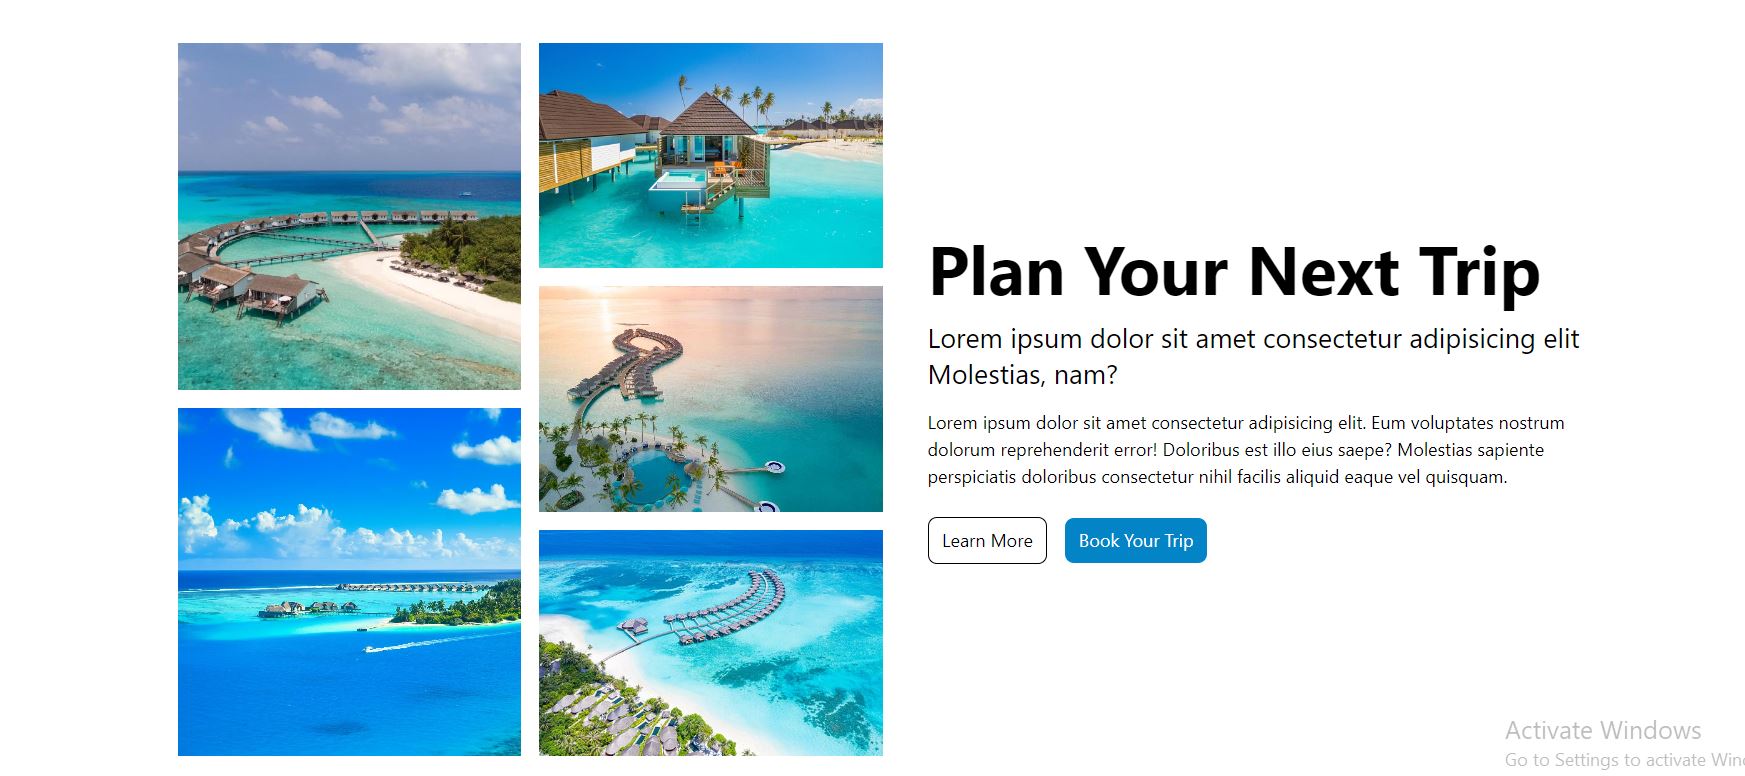 Plan Your Next Trip
Lorem ipsum dolor sit amet consectetur adipisicing elit
Molestias, nam?
Lorem ipsum dolor sit amet consectetur adipisicing elit. Eum voluptates nostrum
dolorum reprehenderit error! Doloribus est illo eius saepe? Molestias sapiente
perspiciatis doloribus consectetur nihil facilis aliquid eaque vel quisquam.
Learn More
Book Your Trip
Activate Windows
Go to Settings to activate Win